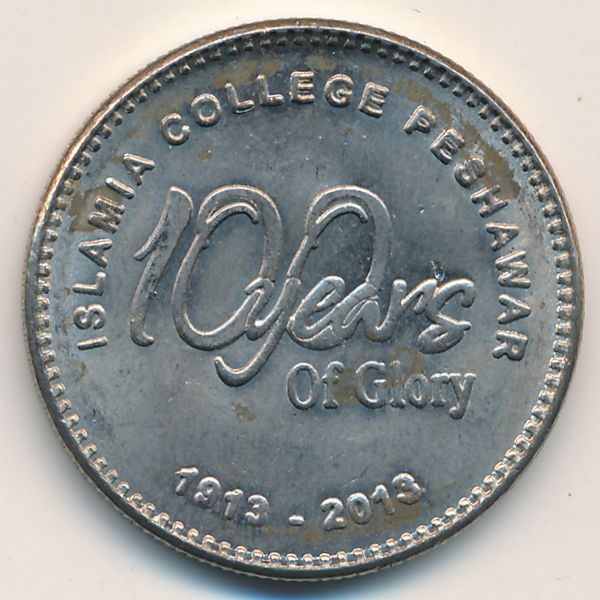 ISLAMIA COLLEGE PESHAWAR
100 years
Of Glory
1913 - 2013